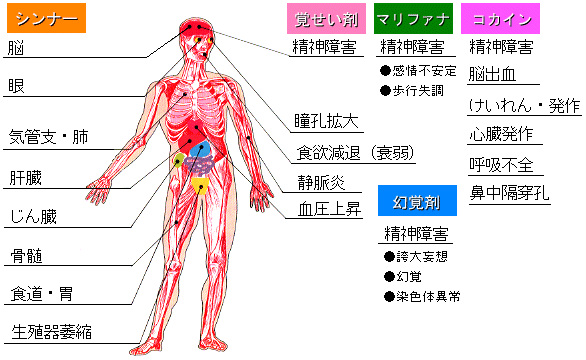 シンナー
脳
眼
気管支・肺
肝臓
じん臓
骨髄
食道・胃
生殖器萎縮
覚せい剤
精神障害
瞳孔拡大
食欲減退（衰弱）
静脈炎
血圧上昇
マリファナ
精神障害
●感情不安定
●歩行失調
幻覚剤
精神障害
●誇大妄想
●幻覚
●染色体異常
コカイン
精神障害
脳出血
けいれん・発作
心臓発作
呼吸不全
鼻中隔穿孔